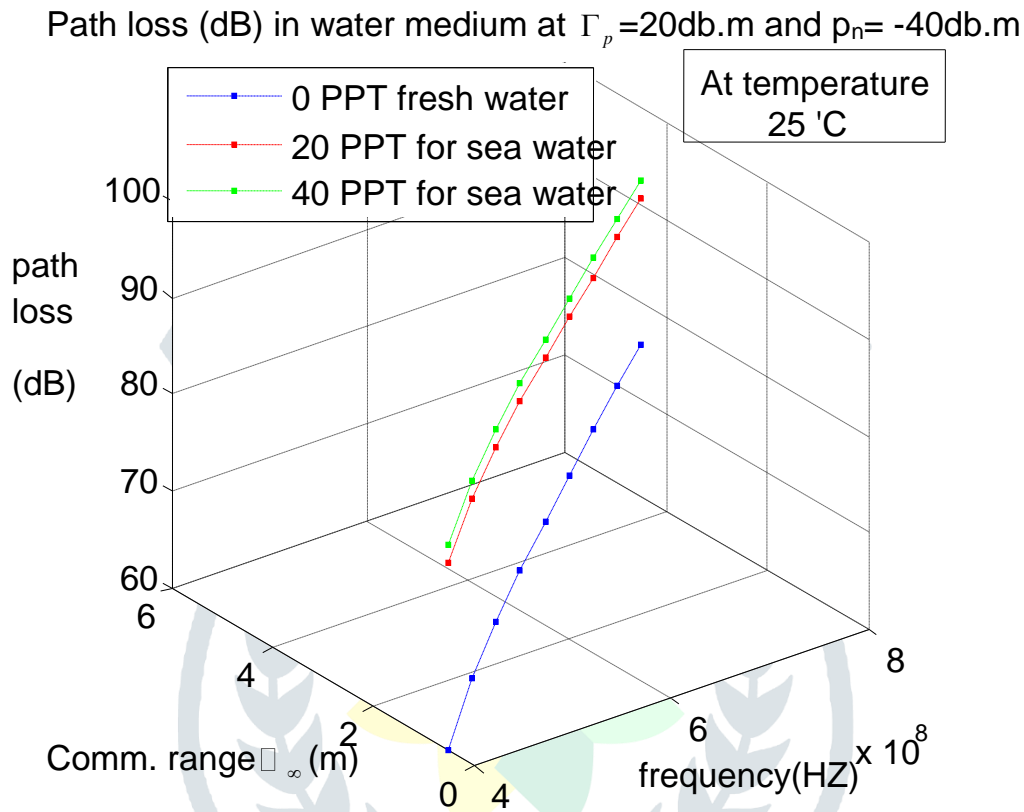 Path loss (dB) in water medium at Γp =20db.m and pn= -40db.m
At temperature
25 'C
0 PPT fresh water
20 PPT for sea water
40 PPT for sea water
path
loss
(dB)
100
90
80
70
60
6
4
2
0
4
6
8
x 10^8
Comm. range□∞ (m)
frequency(HZ)